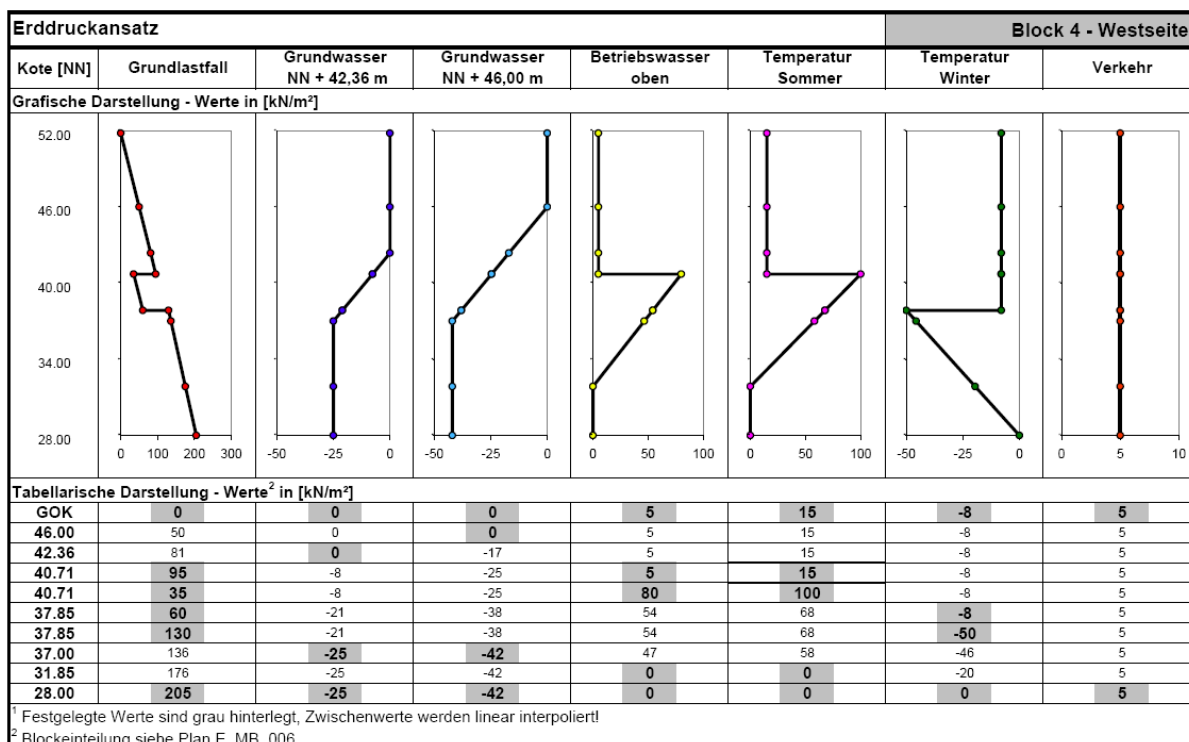 Erddruckansatz Block 4 - Westseite
Kote [NN] Grundlastfall Grundwasser NN + 42,36 m Grundwasser NN + 46,00 m Betriebswasser oben Temperatur Sommer Temperatur Winter Verkehr
Grafische Darstellung - Werte in [kN/m²]
52.00
46.00
40.00
34.00
28.00
0 100 200 300 -50 -25 0 -50 -25 0 0 50 100 0 50 100 -50 -25 0 0 5 10
Tabellarische Darstellung - Werte² in [kN/m²]
GOK 0 0 0 5 15 -8 5
46.00 50 0 0 5 15 -8 5
42.36 81 0 -17 5 15 -8 5
40.71 95 -8 -25 5 15 -8 5
40.71 35 -8 -25 80 100 -8 5
37.85 60 -21 -38 54 68 -8 5
37.85 130 -21 -38 54 68 -50 5
37.00 136 -25 -42 47 58 -46 5
31.85 176 -25 -42 0 0 -20 5
28.00 205 -25 -42 0 0 0 5
¹ Festgelegte Werte sind grau hinterlegt, Zwischenwerte werden linear interpoliert!
² Blockeinteilung siehe Plan E_MB_006